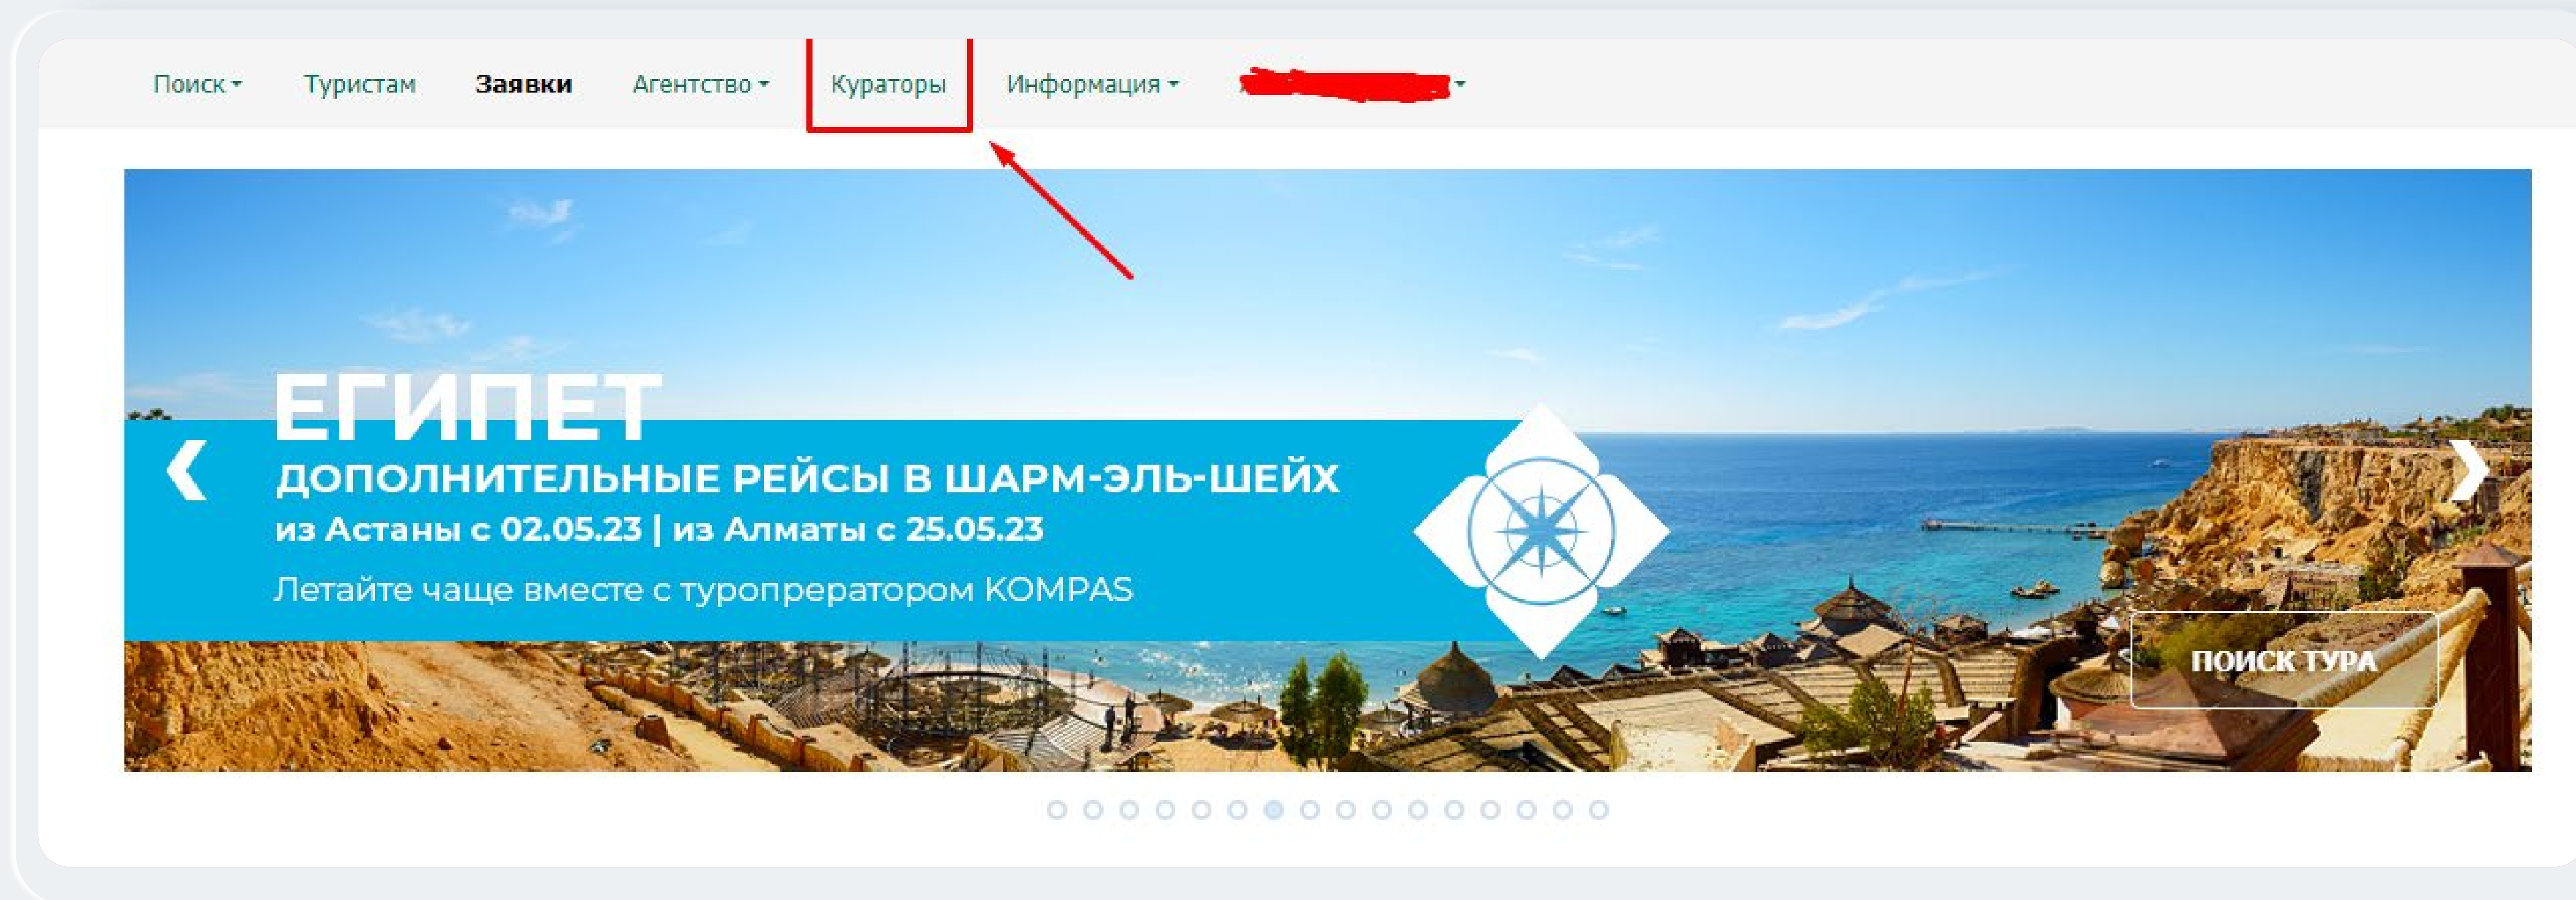 Поиск Туристам Заявки Агентство Кураторы Информация
ЕГИПЕТ
ДОПОЛНИТЕЛЬНЫЕ РЕЙСЫ В ШАРМ-ЭЛЬ-ШЕЙХ
из Астаны с 02.05.23 | из Алматы с 25.05.23
Летайте чаще вместе с туропрератором KOMPAS
ПОИСК ТУРА